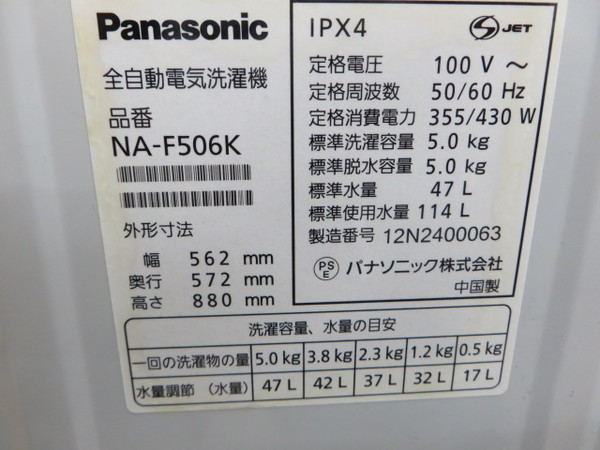 Panasonic
全自動電気洗濯機
品番
NA-F506K
外形寸法
幅 562 mm
奥行 572 mm
高さ 880 mm
IPX4
S JET
定格電圧 100 V ～
定格周波数 50/60 Hz
定格消費電力 355/430 W
標準洗濯容量 5.0 kg
標準脱水容量 5.0 kg
標準水量 47 L
標準使用水量 114 L
製造番号 12N2400063
PSE パナソニック株式会社
中国製
洗濯容量、水量の目安
一回の洗濯物の量 5.0 kg 3.8 kg 2.3 kg 1.2 kg 0.5 kg
水量調節 （水量） 47 L 42 L 37 L 32 L 17 L